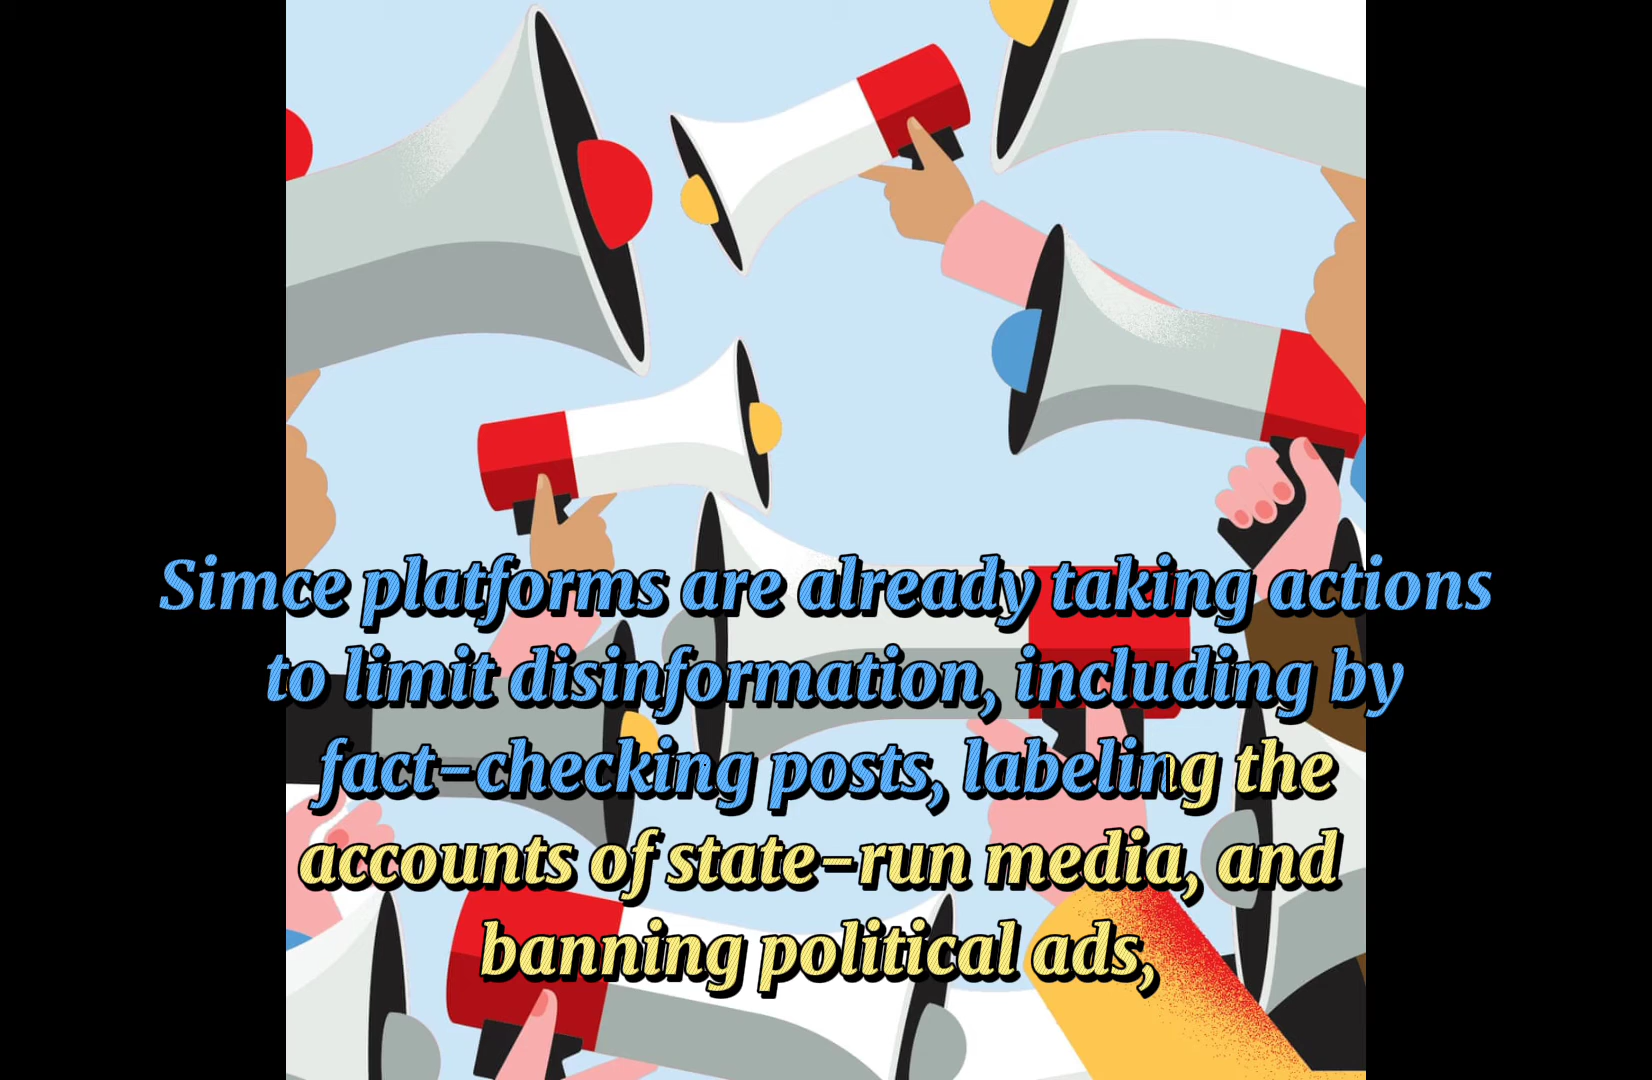 Simce platforms are already taking actions
to limit disinformation, including by
fact-checking posts, labeling the
accounts of state-run media, and
banning political ads,